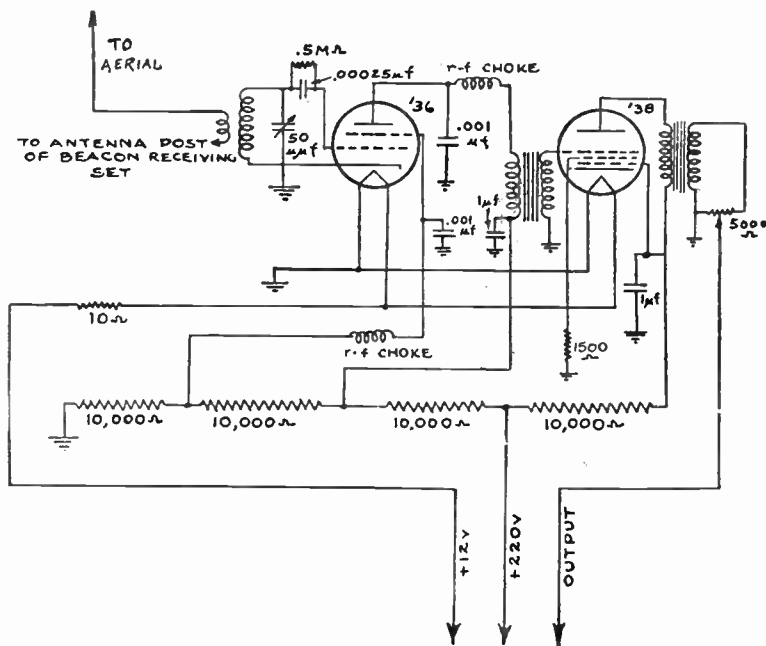 TO
AERIAL
.5MΩ
.00025μf
r-f CHOKE
'36
'38
50
μμf
.001
μf
TO ANTENNA POST
OF BEACON RECEIVING
SET
1μf
.001
μf
5000
Ω
1μf
10Ω
r-f CHOKE
1500
Ω
10,000Ω
10,000Ω
10,000Ω
10,000Ω
+12V
+220V
OUTPUT